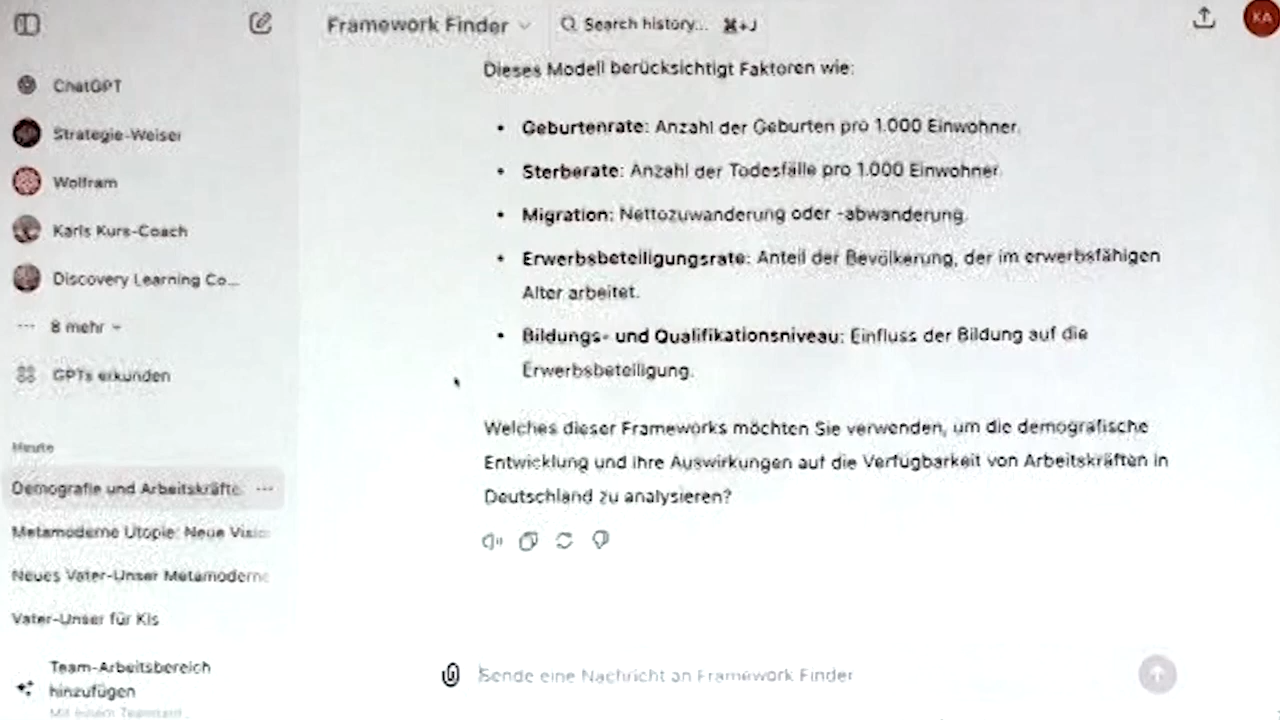 Framework Finder
Search history... ⌘+J
KA
ChatGPT
Strategie-Weiser
Wolfram
Karls Kurs-Coach
Discovery Learning Co...
8 mehr
GPTs erkunden
Heute
Demografie und Arbeitskräfte
Metamoderne Utopie: Neue Visio
Neues Vater-Unser Metamoderne
Vater-Unser für KIs
Team-Arbeitsbereich
hinzufügen
Dieses Modell berücksichtigt Faktoren wie:
• Geburtenrate: Anzahl der Geburten pro 1.000 Einwohner.
• Sterberate: Anzahl der Todesfälle pro 1.000 Einwohner.
• Migration: Nettozuwanderung oder -abwanderung.
• Erwerbsbeteiligungsrate: Anteil der Bevölkerung, der im erwerbsfähigen
Alter arbeitet.
• Bildungs- und Qualifikationsniveau: Einfluss der Bildung auf die
Erwerbsbeteiligung.
Welches dieser Frameworks möchten Sie verwenden, um die demografische
Entwicklung und ihre Auswirkungen auf die Verfügbarkeit von Arbeitskräften in
Deutschland zu analysieren?
Sende eine Nachricht an Framework Finder